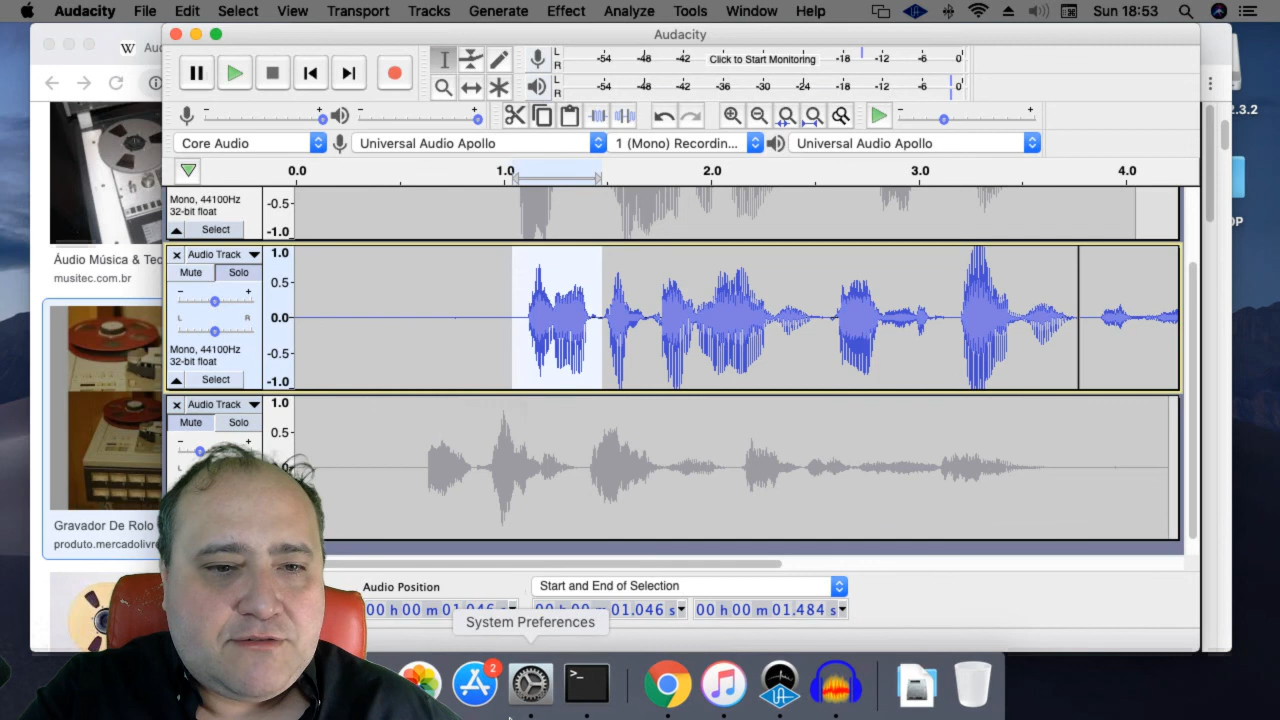 Audacity File Edit Select View Transport Tracks Generate Effect Analyze Tools Window Help Sun 18:53
W Au
Audacity
L
R
-54 -48 -42 Click to Start Monitoring -18 -12 -6 0
L
R
-54 -48 -42 -36 -30 -24 -18 -12 -6 0
.3.2
Core Audio Universal Audio Apollo 1 (Mono) Recordin... Universal Audio Apollo
0.0 1.0 2.0 3.0 4.0
Mono, 44100Hz
32-bit float
Select
-0.5
-1.0
Áudio Música & Tec
musitec.com.br
x Audio Track
Mute Solo
- +
L R
Mono, 44100Hz
32-bit float
Select
1.0
0.5
0.0
-0.5
-1.0
x Audio Track
Mute Solo
- +
1.0
0.5
Gravador De Rolo
produto.mercadolivr
Audio Position Start and End of Selection
00 h 00 m 01.046 s 00 h 00 m 01.046 s 00 h 00 m 01.484 s
System Preferences
2